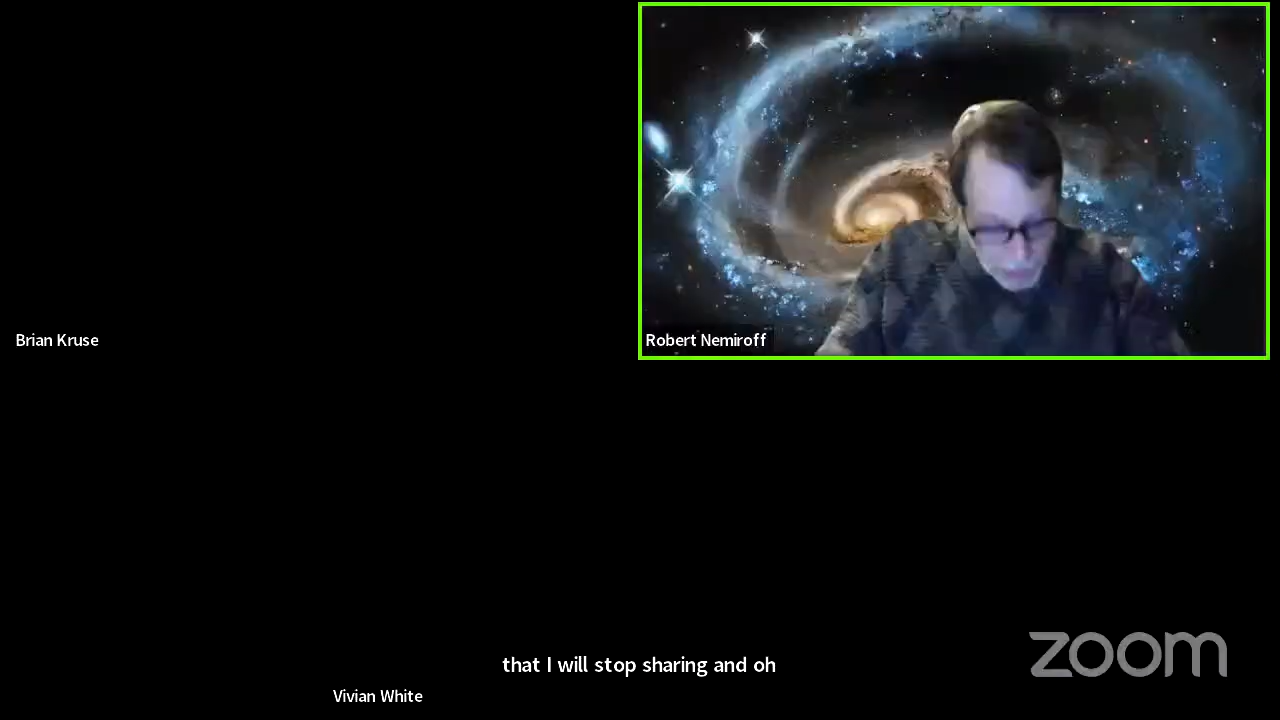 Brian Kruse
Robert Nemiroff
that I will stop sharing and oh
zoom
Vivian White